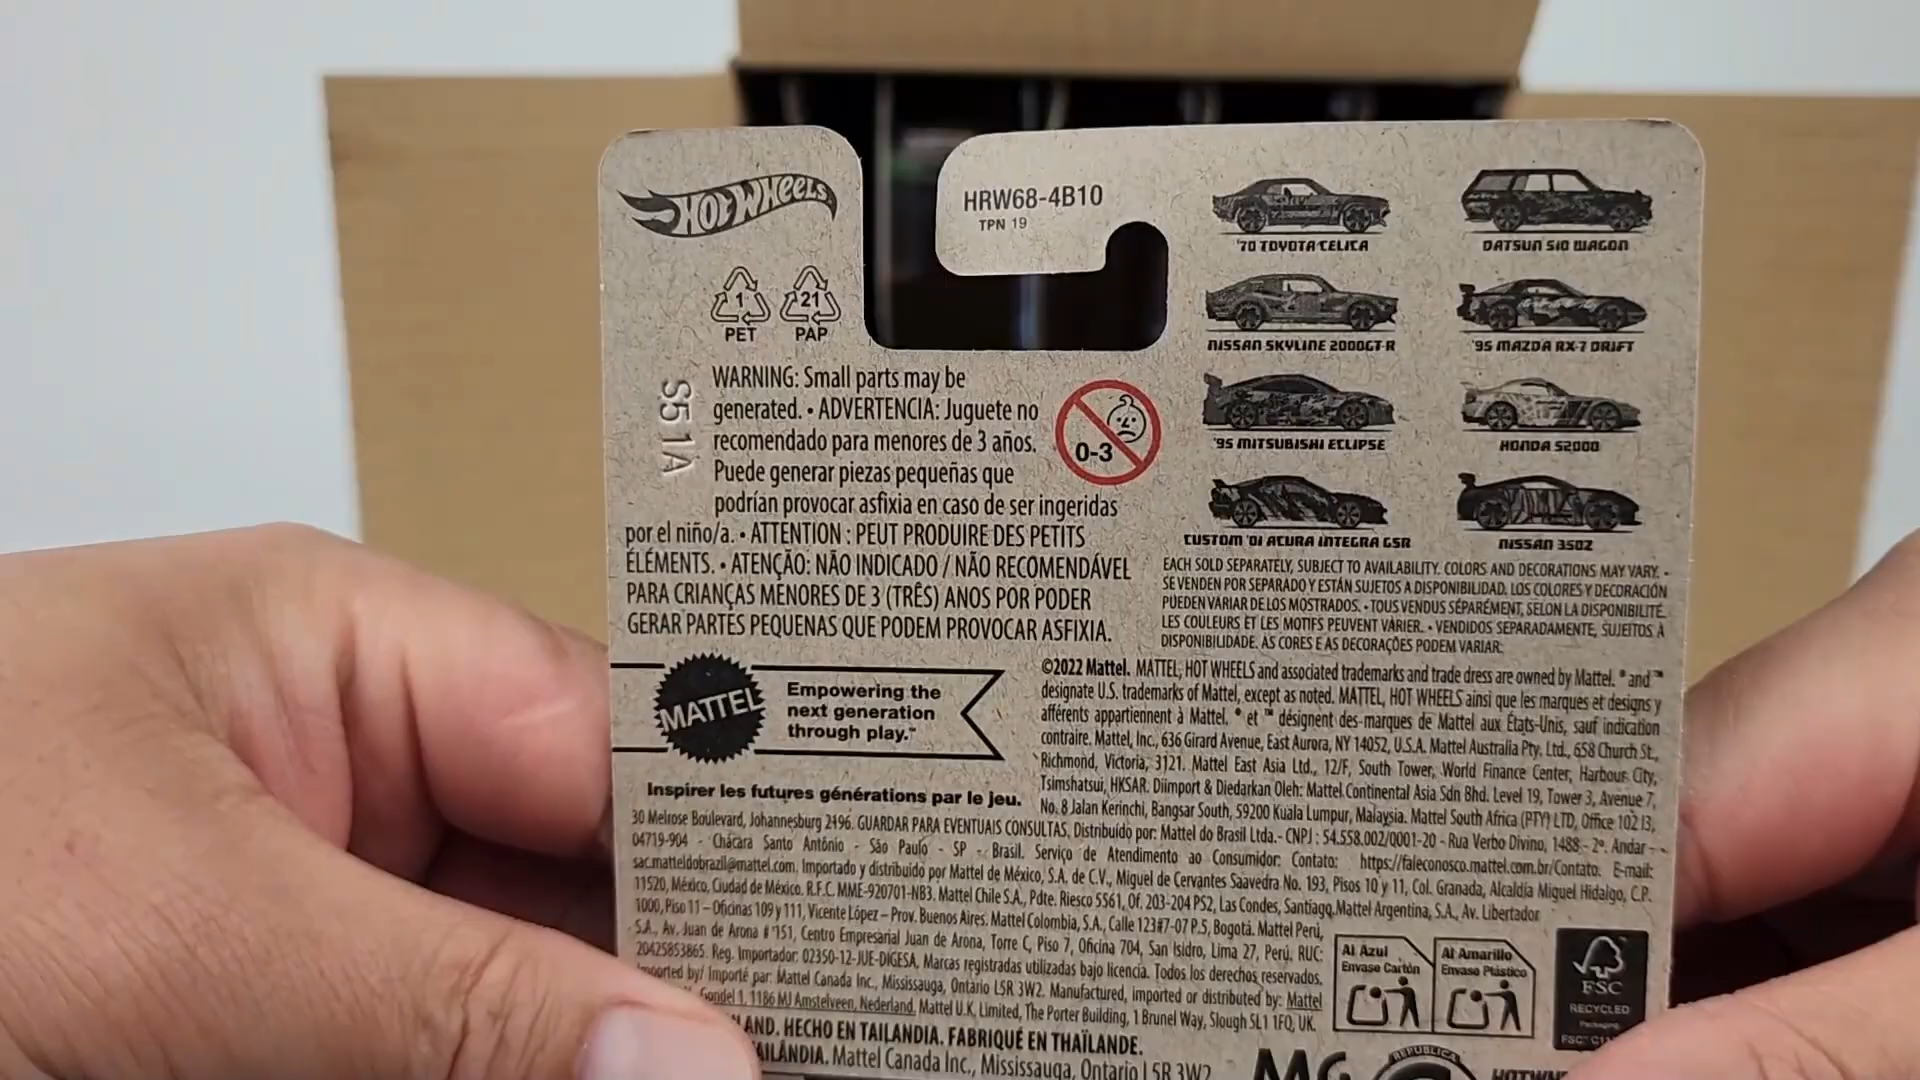 HOT WHEELS
HRW68-4B10
TPN 19
1
PET
21
PAP
S51A
WARNING: Small parts may be
generated. • ADVERTENCIA: Juguete no
recomendado para menores de 3 años.
Puede generar piezas pequeñas que
podrían provocar asfixia en caso de ser ingeridas
por el niño/a. • ATTENTION : PEUT PRODUIRE DES PETITS
ÉLÉMENTS. • ATENÇÃO: NÃO INDICADO / NÃO RECOMENDÁVEL
PARA CRIANÇAS MENORES DE 3 (TRÊS) ANOS POR PODER
GERAR PARTES PEQUENAS QUE PODEM PROVOCAR ASFIXIA.
0-3
'70 TOYOTA CELICA
DATSUN 510 WAGON
NISSAN SKYLINE 2000GT-R
'95 MAZDA RX-7 DRIFT
'95 MITSUBISHI ECLIPSE
HONDA S2000
CUSTOM '01 ACURA INTEGRA GSR
NISSAN 350Z
EACH SOLD SEPARATELY, SUBJECT TO AVAILABILITY. COLORS AND DECORATIONS MAY VARY. •
SE VENDEN POR SEPARADO Y ESTÁN SUJETOS A DISPONIBILIDAD. LOS COLORES Y DECORACIÓN
PUEDEN VARIAR DE LOS MOSTRADOS. • TOUS VENDUS SÉPARÉMENT, SELON LA DISPONIBILITÉ.
LES COULEURS ET LES MOTIFS PEUVENT VARIER. • VENDIDOS SEPARADAMENTE, SUJEITOS À
DISPONIBILIDADE. AS CORES E AS DECORAÇÕES PODEM VARIAR.
MATTEL
Empowering the
next generation
through play.™
Inspirer les futures générations par le jeu.
©2022 Mattel. MATTEL, HOT WHEELS and associated trademarks and trade dress are owned by Mattel. ® and ™
designate U.S. trademarks of Mattel, except as noted. MATTEL, HOT WHEELS ainsi que les marques et designs y
afférents appartiennent à Mattel. ® et ™ désignent des marques de Mattel aux États-Unis, sauf indication
contraire. Mattel, Inc., 636 Girard Avenue, East Aurora, NY 14052, U.S.A. Mattel Australia Pty. Ltd., 658 Church St.,
Richmond, Victoria, 3121. Mattel East Asia Ltd., 12/F, South Tower, World Finance Center, Harbour City,
Tsimshatsui, HKSAR. Diimport & Diedarkan Oleh: Mattel Continental Asia Sdn Bhd. Level 19, Tower 3, Avenue 7,
No. 8 Jalan Kerinchi, Bangsar South, 59200 Kuala Lumpur, Malaysia. Mattel South Africa (PTY) LTD, Office 102 I3,
30 Melrose Boulevard, Johannesburg 2196. GUARDAR PARA EVENTUAIS CONSULTAS. Distribuído por: Mattel do Brasil Ltda.- CNPJ : 54.558.002/0001-20 - Rua Verbo Divino, 1488 - 2º. Andar -
04719-904 - Chácara Santo Antônio - São Paulo - SP - Brasil. Serviço de Atendimento ao Consumidor: Contato: https://faleconosco.mattel.com.br/Contato. E-mail:
sac.matteldobrazil@mattel.com. Importado y distribuido por Mattel de México, S.A. de C.V., Miguel de Cervantes Saavedra No. 193, Pisos 10 y 11, Col. Granada, Alcaldía Miguel Hidalgo, C.P.
11520, México, Ciudad de México. R.F.C. MME-920701-NB3. Mattel Chile S.A., Pdte. Riesco 5561, Of. 203-204 PS2, Las Condes, Santiago. Mattel Argentina, S.A., Av. Libertador
1000, Piso 11 – Oficinas 109 y 111, Vicente López – Prov. Buenos Aires. Mattel Colombia, S.A., Calle 123#7-07 P.5, Bogotá. Mattel Perú,
S.A., Av. Juan de Arona # 151, Centro Empresarial Juan de Arona, Torre C, Piso 7, Oficina 704, San Isidro, Lima 27, Perú. RUC:
20425853865. Reg. Importador: 02350-12-JUE-DIGESA. Marcas registradas utilizadas bajo licencia. Todos los derechos reservados.
Imported by/ Importé par: Mattel Canada Inc., Mississauga, Ontario L5R 3W2. Manufactured, imported or distributed by: Mattel
Gondel 1, 1186 MJ Amstelveen, Nederland. Mattel U.K. Limited, The Porter Building, 1 Brunel Way, Slough SL1 1FQ, UK.
LAND. HECHO EN TAILANDIA. FABRIQUÉ EN THAÏLANDE.
AILÂNDIA. Mattel Canada Inc., Mississauga, Ontario L5R 3W2
Al Azul
Envase Cartón
Al Amarillo
Envase Plástico
FSC
RECYCLED
Packaging
REPUBLICA